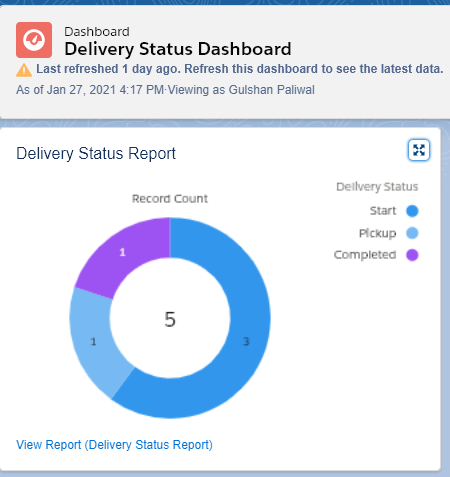 Dashboard
Delivery Status Dashboard
Last refreshed 1 day ago. Refresh this dashboard to see the latest data.
As of Jan 27, 2021 4:17 PM·Viewing as Gulshan Paliwal
Delivery Status Report
Delivery Status
Record Count
Start
Pickup
Completed
1
5
1
3
View Report (Delivery Status Report)